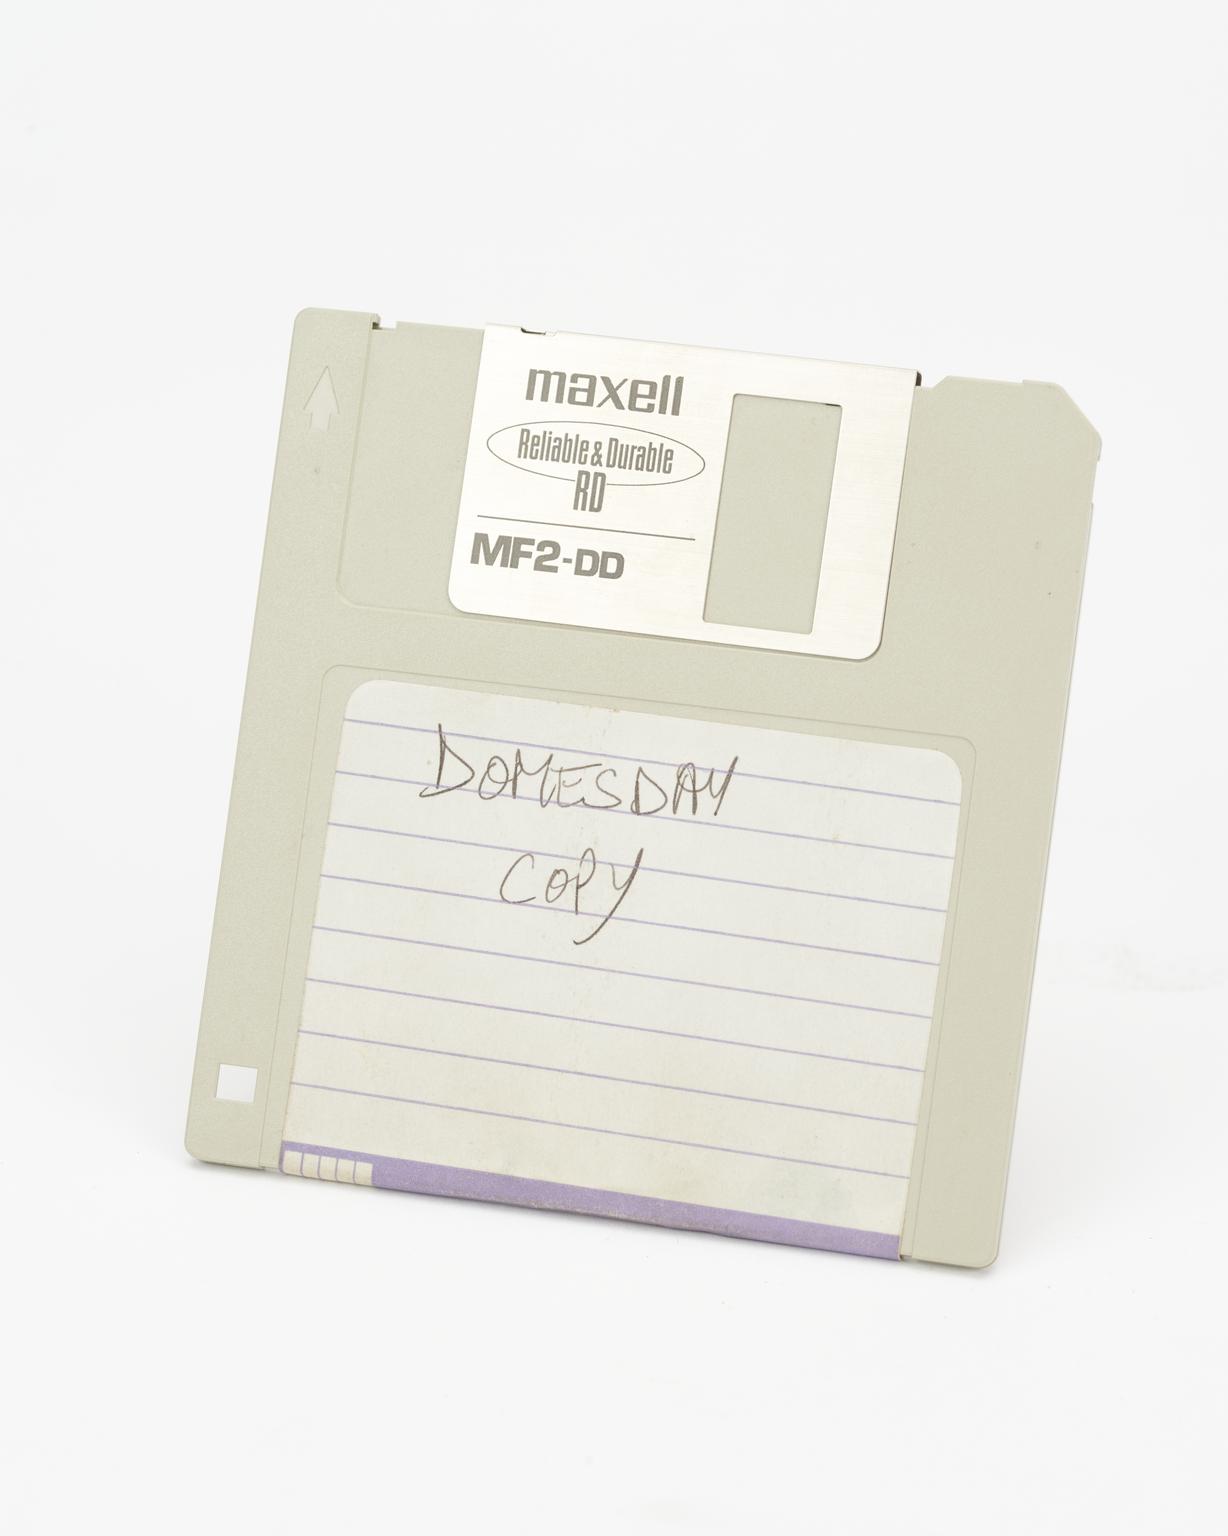 maxell
Reliable & Durable
RD
MF2-DD
DOMESDAY
COPY